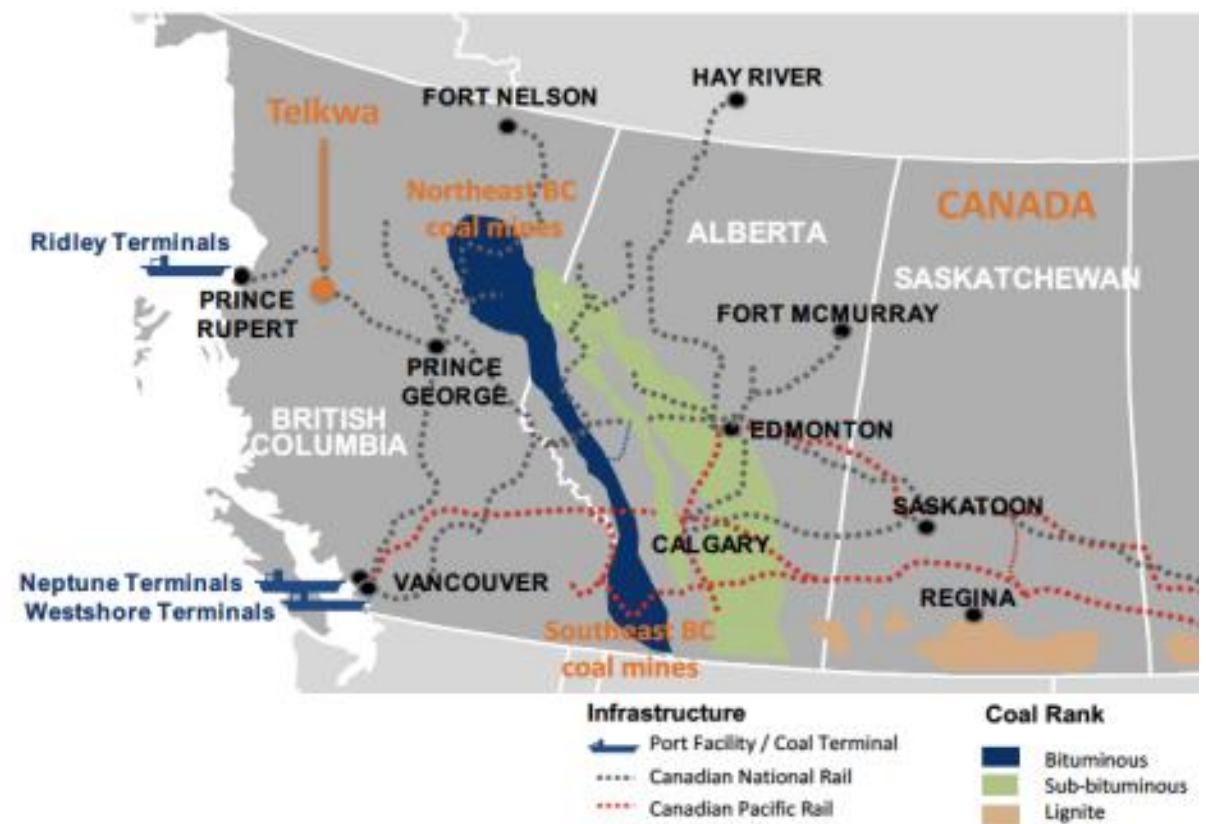 HAY RIVER
FORT NELSON
Telkwa
Northeast BC
coal mines
CANADA
ALBERTA
Ridley Terminals
SASKATCHEWAN
PRINCE
RUPERT
FORT MCMURRAY
PRINCE
GEORGE
BRITISH
COLUMBIA
EDMONTON
SASKATOON
CALGARY
Neptune Terminals
VANCOUVER
Westshore Terminals
REGINA
Southeast BC
coal mines
Infrastructure
Port Facility / Coal Terminal
Canadian National Rail
Canadian Pacific Rail
Coal Rank
Bituminous
Sub-bituminous
Lignite